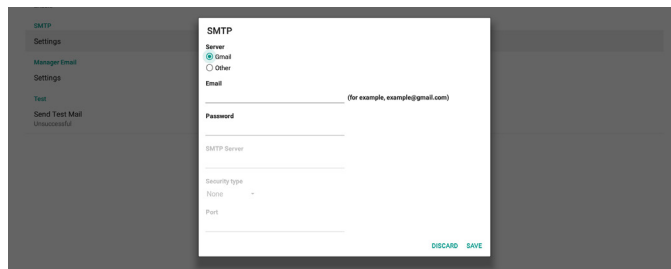 SMTP
Settings
Manager Email
Settings
Test
Send Test Mail
Unsuccessful
SMTP
Server
Gmail
Other
Email
(for example, example@gmail.com)
Password
SMTP Server
Security type
None
Port
DISCARD SAVE